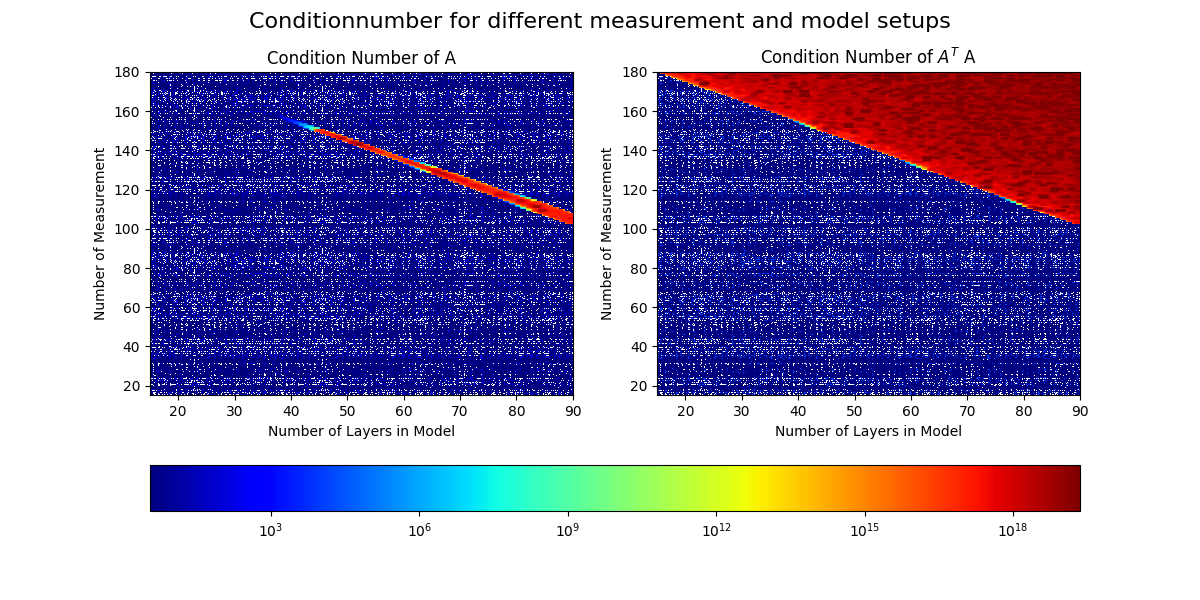 Conditionnumber for different measurement and model setups
Condition Number of A
Condition Number of A^T A
Number of Measurement
180
160
140
120
100
80
60
40
20
20 30 40 50 60 70 80 90
Number of Layers in Model
Number of Measurement
180
160
140
120
100
80
60
40
20
20 30 40 50 60 70 80 90
Number of Layers in Model
10^3 10^6 10^9 10^12 10^15 10^18